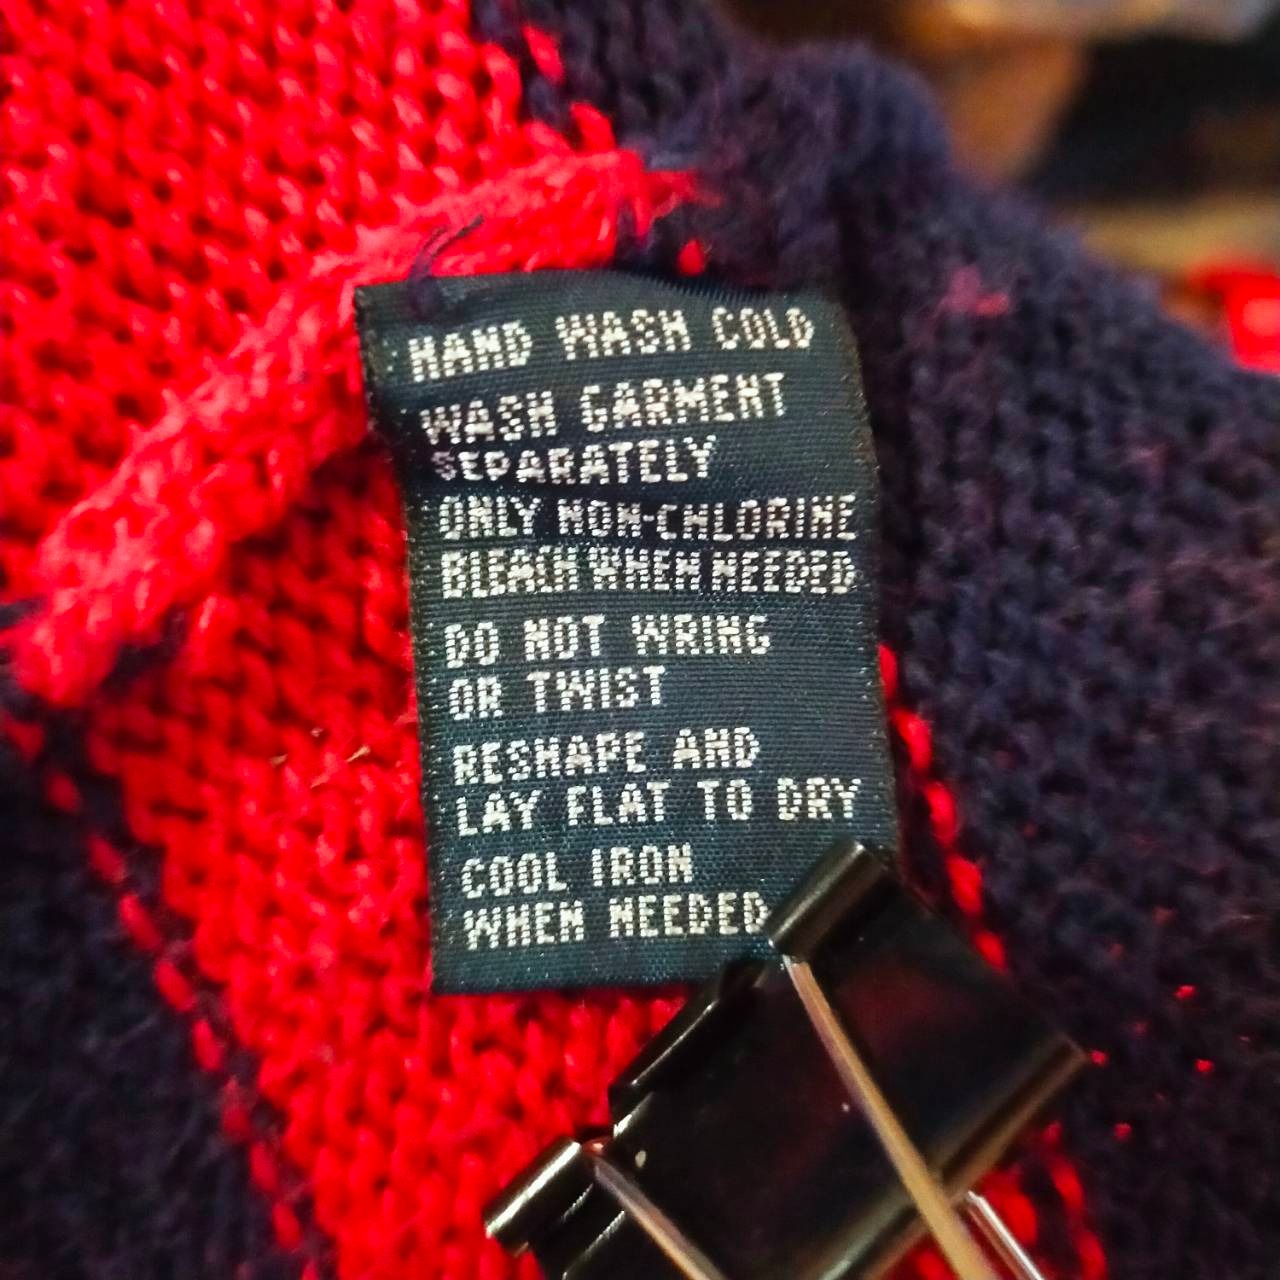 HAND WASH COLD
WASH GARMENT
SEPARATELY
ONLY NON-CHLORINE
BLEACH WHEN NEEDED
DO NOT WRING
OR TWIST
RESHAPE AND
LAY FLAT TO DRY
COOL IRON
WHEN NEEDED